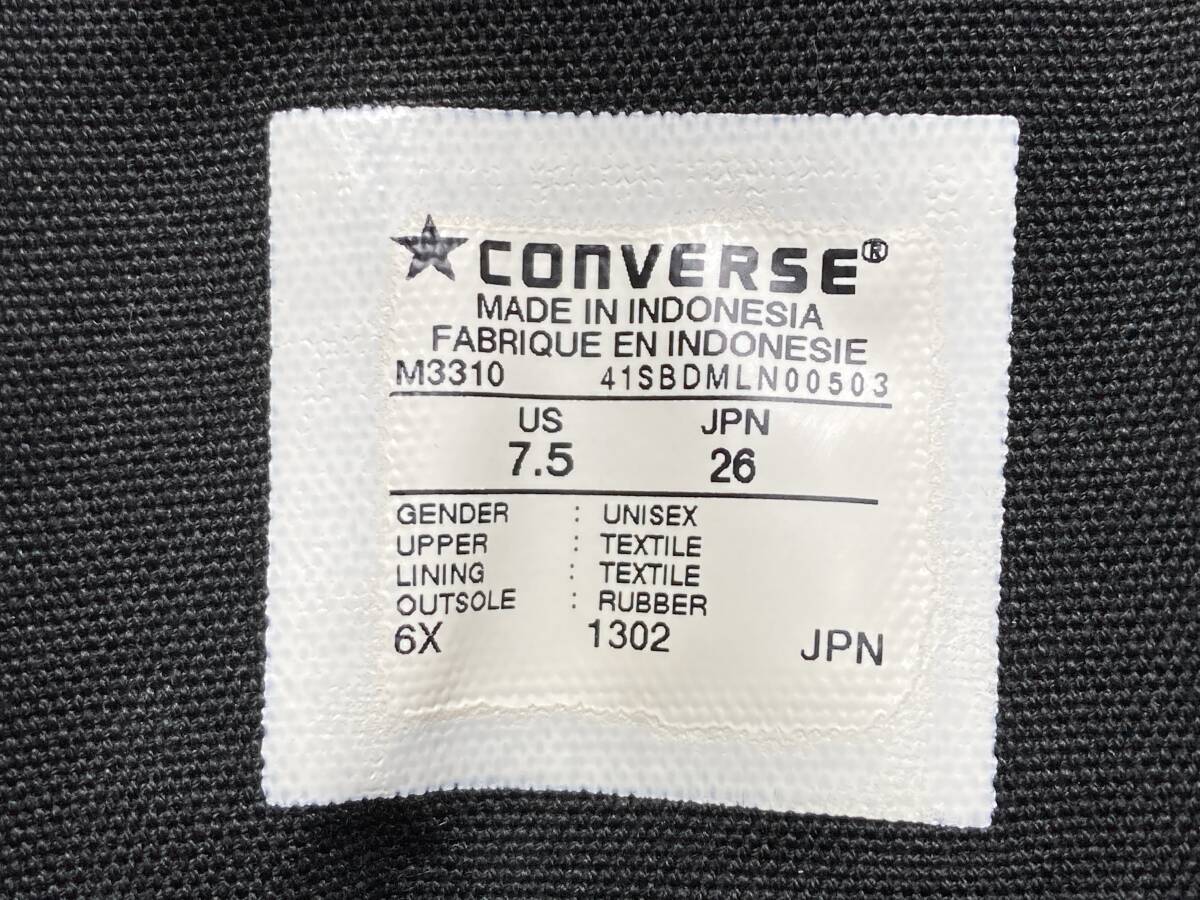 ★ CONVERSE®
MADE IN INDONESIA
FABRIQUE EN INDONESIE
M3310 41SBDMLN00503
US JPN
7.5 26
GENDER : UNISEX
UPPER : TEXTILE
LINING : TEXTILE
OUTSOLE : RUBBER
6X 1302 JPN